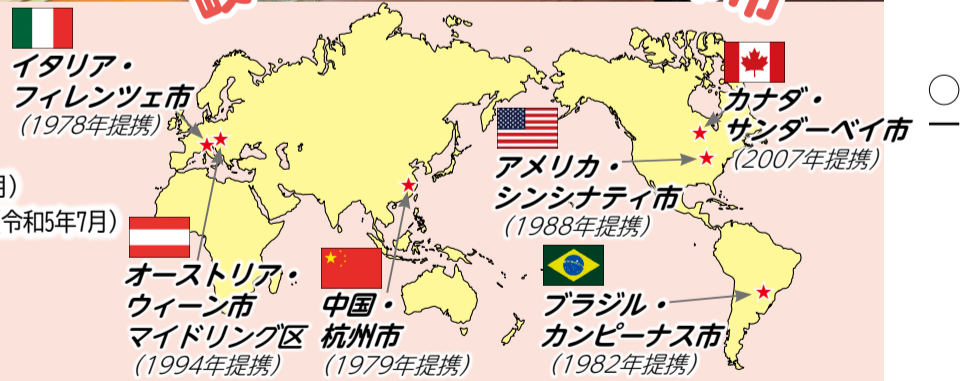 市
イタリア・
フィレンツェ市
(1978年提携)
カナダ・
サンダーベイ市
(2007年提携)
アメリカ・
シンシナティ市
(1988年提携)
月)
(令和5年7月)
オーストリア・
ウィーン市
マイドリング区
(1994年提携)
中国・
杭州市
(1979年提携)
ブラジル・
カンピーナス市
(1982年提携)
〇
一